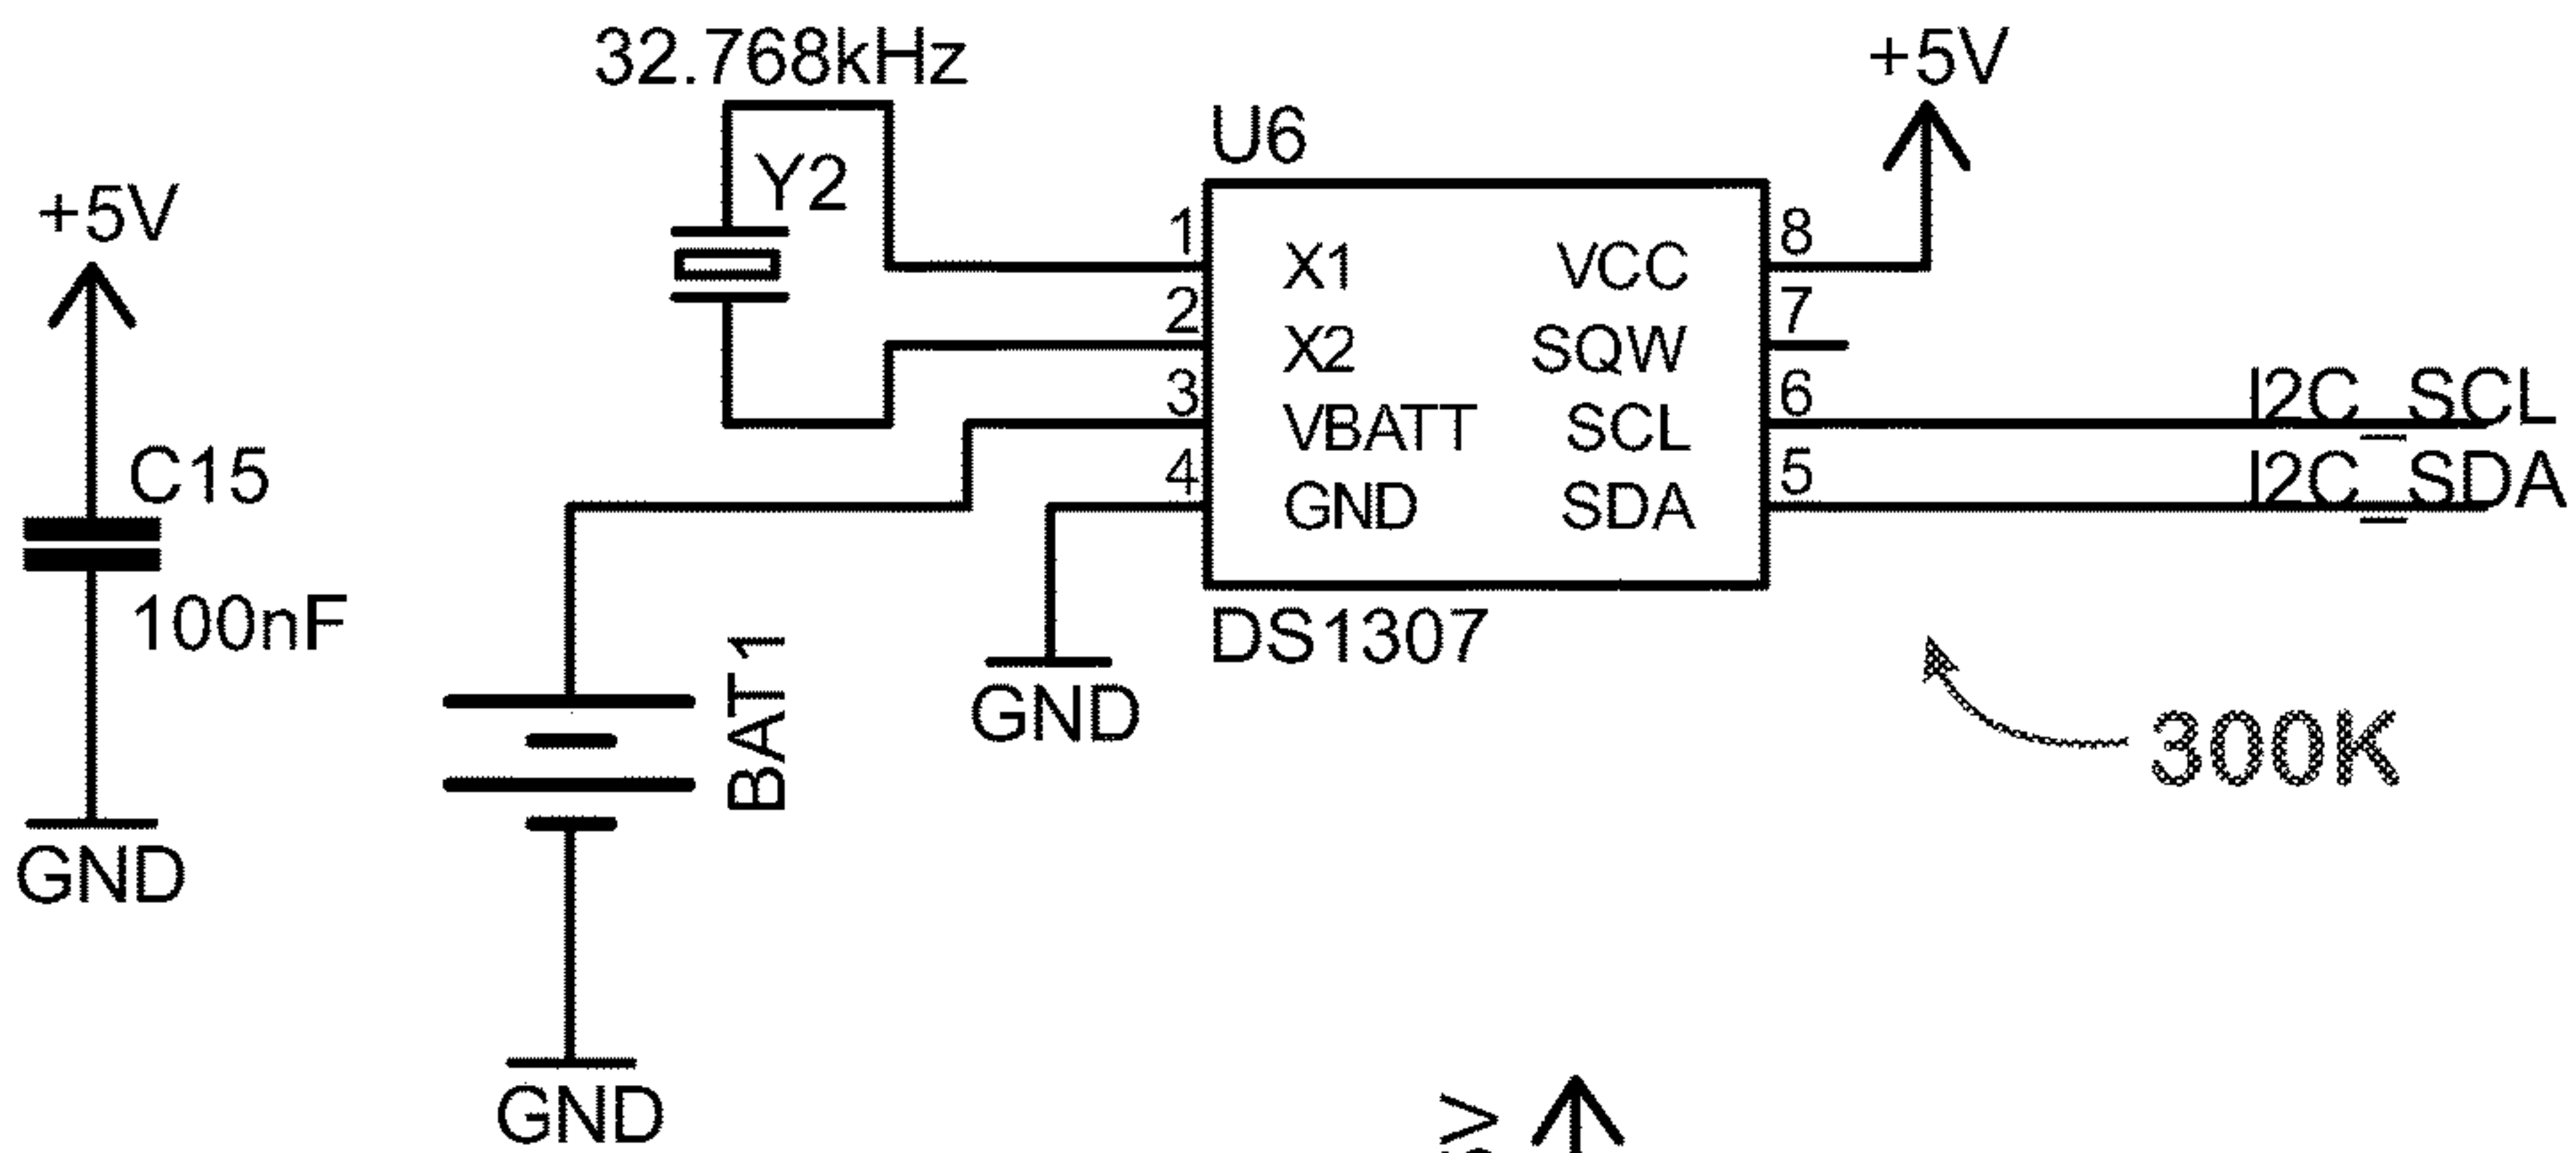 32.768kHz
+5V
U6
Y2
+5V
1
X1
VCC
8
2
X2
SQW
7
3
VBATT
SCL
6
I2C_SCL
4
GND
SDA
5
I2C_SDA
C15
100nF
DS1307
BAT1
GND
300K
GND
GND